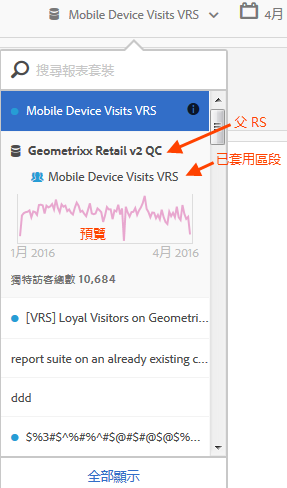 Mobile Device Visits VRS
4月
搜尋報表套裝
Mobile Device Visits VRS
父 RS
Geometrixx Retail v2 QC
已套用區段
Mobile Device Visits VRS
預覽
1月 2016
4月 2016
獨特訪客總數 10,684
[VRS] Loyal Visitors on Geometri...
report suite on an already existing c...
ddd
$%3#$^%#%^#$@#$#@$@$%...
全部顯示